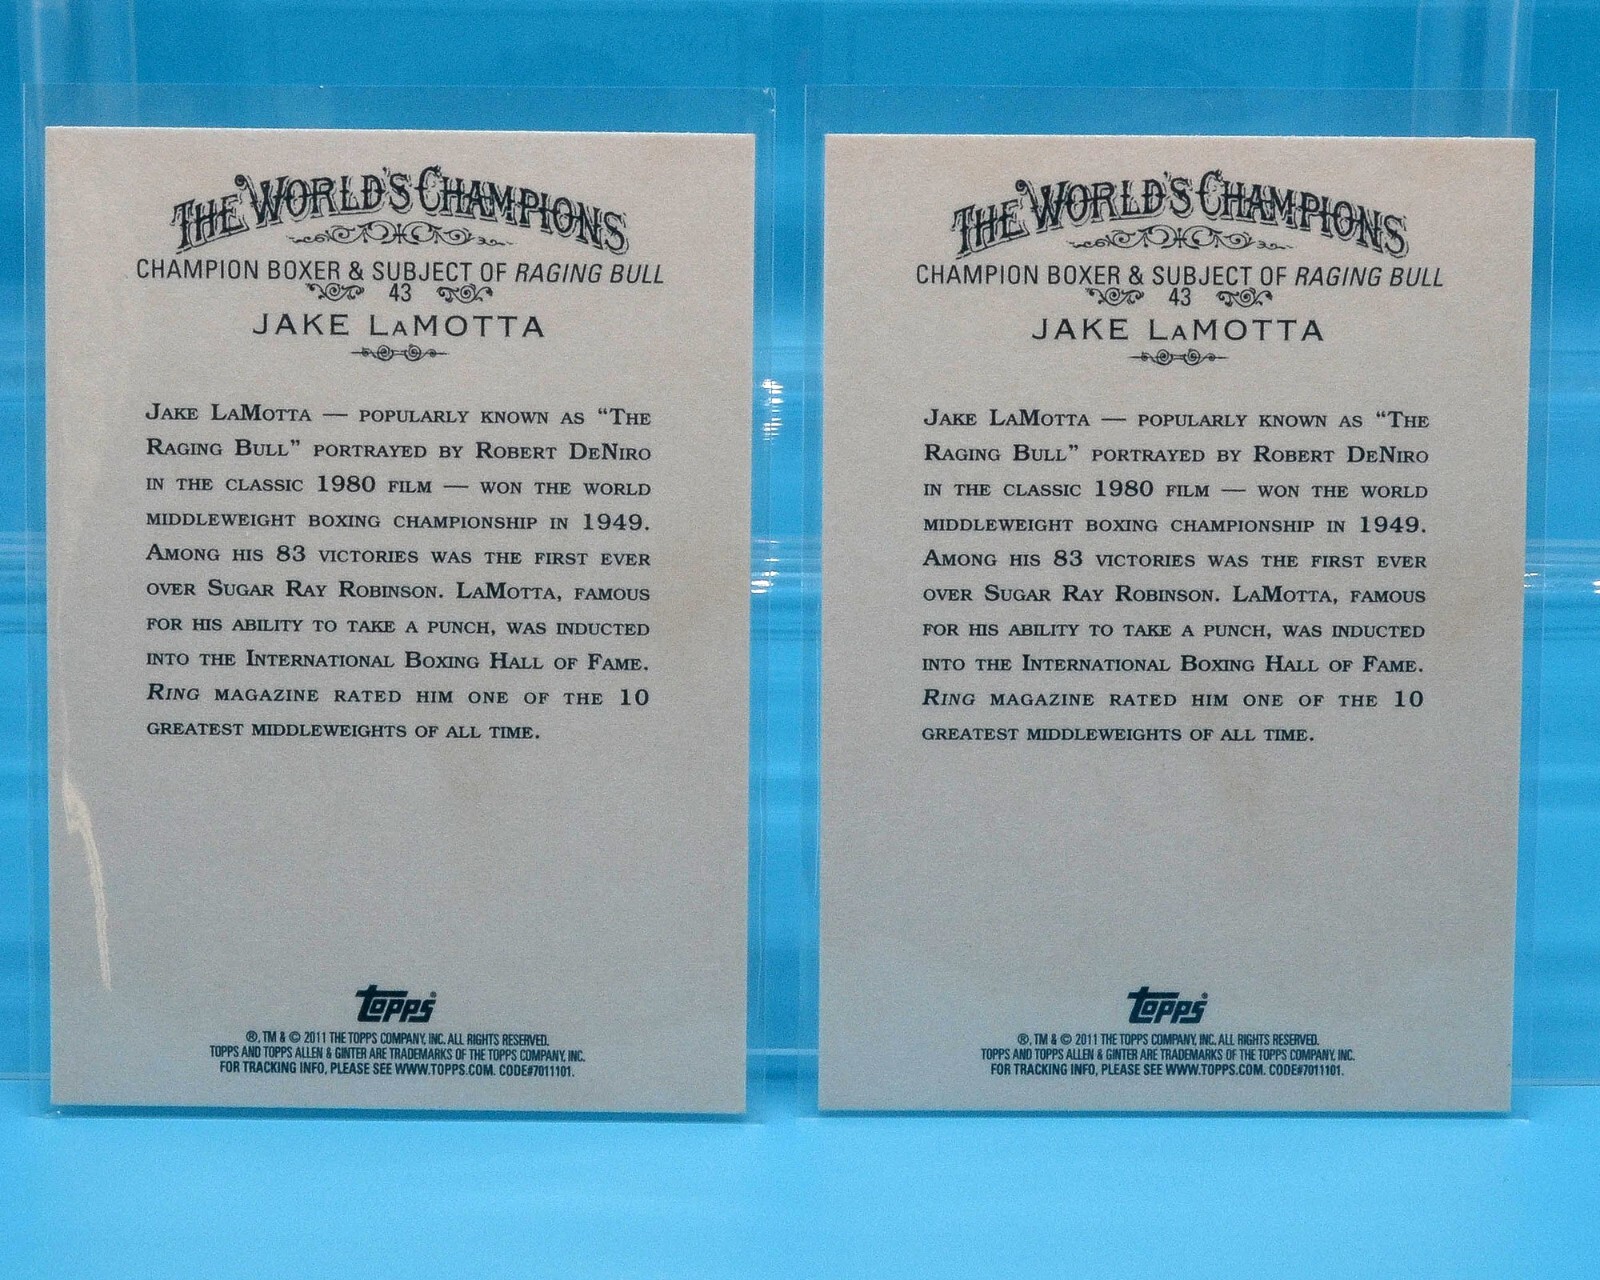 THE WORLD'S CHAMPIONS
CHAMPION BOXER & SUBJECT OF RAGING BULL
43
JAKE LAMOTTA
JAKE LAMOTTA — POPULARLY KNOWN AS “THE
RAGING BULL” PORTRAYED BY ROBERT DENIRO
IN THE CLASSIC 1980 FILM — WON THE WORLD
MIDDLEWEIGHT BOXING CHAMPIONSHIP IN 1949.
AMONG HIS 83 VICTORIES WAS THE FIRST EVER
OVER SUGAR RAY ROBINSON. LAMOTTA, FAMOUS
FOR HIS ABILITY TO TAKE A PUNCH, WAS INDUCTED
INTO THE INTERNATIONAL BOXING HALL OF FAME.
RING MAGAZINE RATED HIM ONE OF THE 10
GREATEST MIDDLEWEIGHTS OF ALL TIME.
TOPPS®
®, TM & © 2011 THE TOPPS COMPANY, INC. ALL RIGHTS RESERVED.
TOPPS AND TOPPS ALLEN & GINTER ARE TRADEMARKS OF THE TOPPS COMPANY, INC.
FOR TRACKING INFO, PLEASE SEE WWW.TOPPS.COM. CODE#7011101.
THE WORLD'S CHAMPIONS
CHAMPION BOXER & SUBJECT OF RAGING BULL
43
JAKE LAMOTTA
JAKE LAMOTTA — POPULARLY KNOWN AS “THE
RAGING BULL” PORTRAYED BY ROBERT DENIRO
IN THE CLASSIC 1980 FILM — WON THE WORLD
MIDDLEWEIGHT BOXING CHAMPIONSHIP IN 1949.
AMONG HIS 83 VICTORIES WAS THE FIRST EVER
OVER SUGAR RAY ROBINSON. LAMOTTA, FAMOUS
FOR HIS ABILITY TO TAKE A PUNCH, WAS INDUCTED
INTO THE INTERNATIONAL BOXING HALL OF FAME.
RING MAGAZINE RATED HIM ONE OF THE 10
GREATEST MIDDLEWEIGHTS OF ALL TIME.
TOPPS®
®, TM & © 2011 THE TOPPS COMPANY, INC. ALL RIGHTS RESERVED.
TOPPS AND TOPPS ALLEN & GINTER ARE TRADEMARKS OF THE TOPPS COMPANY, INC.
FOR TRACKING INFO, PLEASE SEE WWW.TOPPS.COM. CODE#7011101.